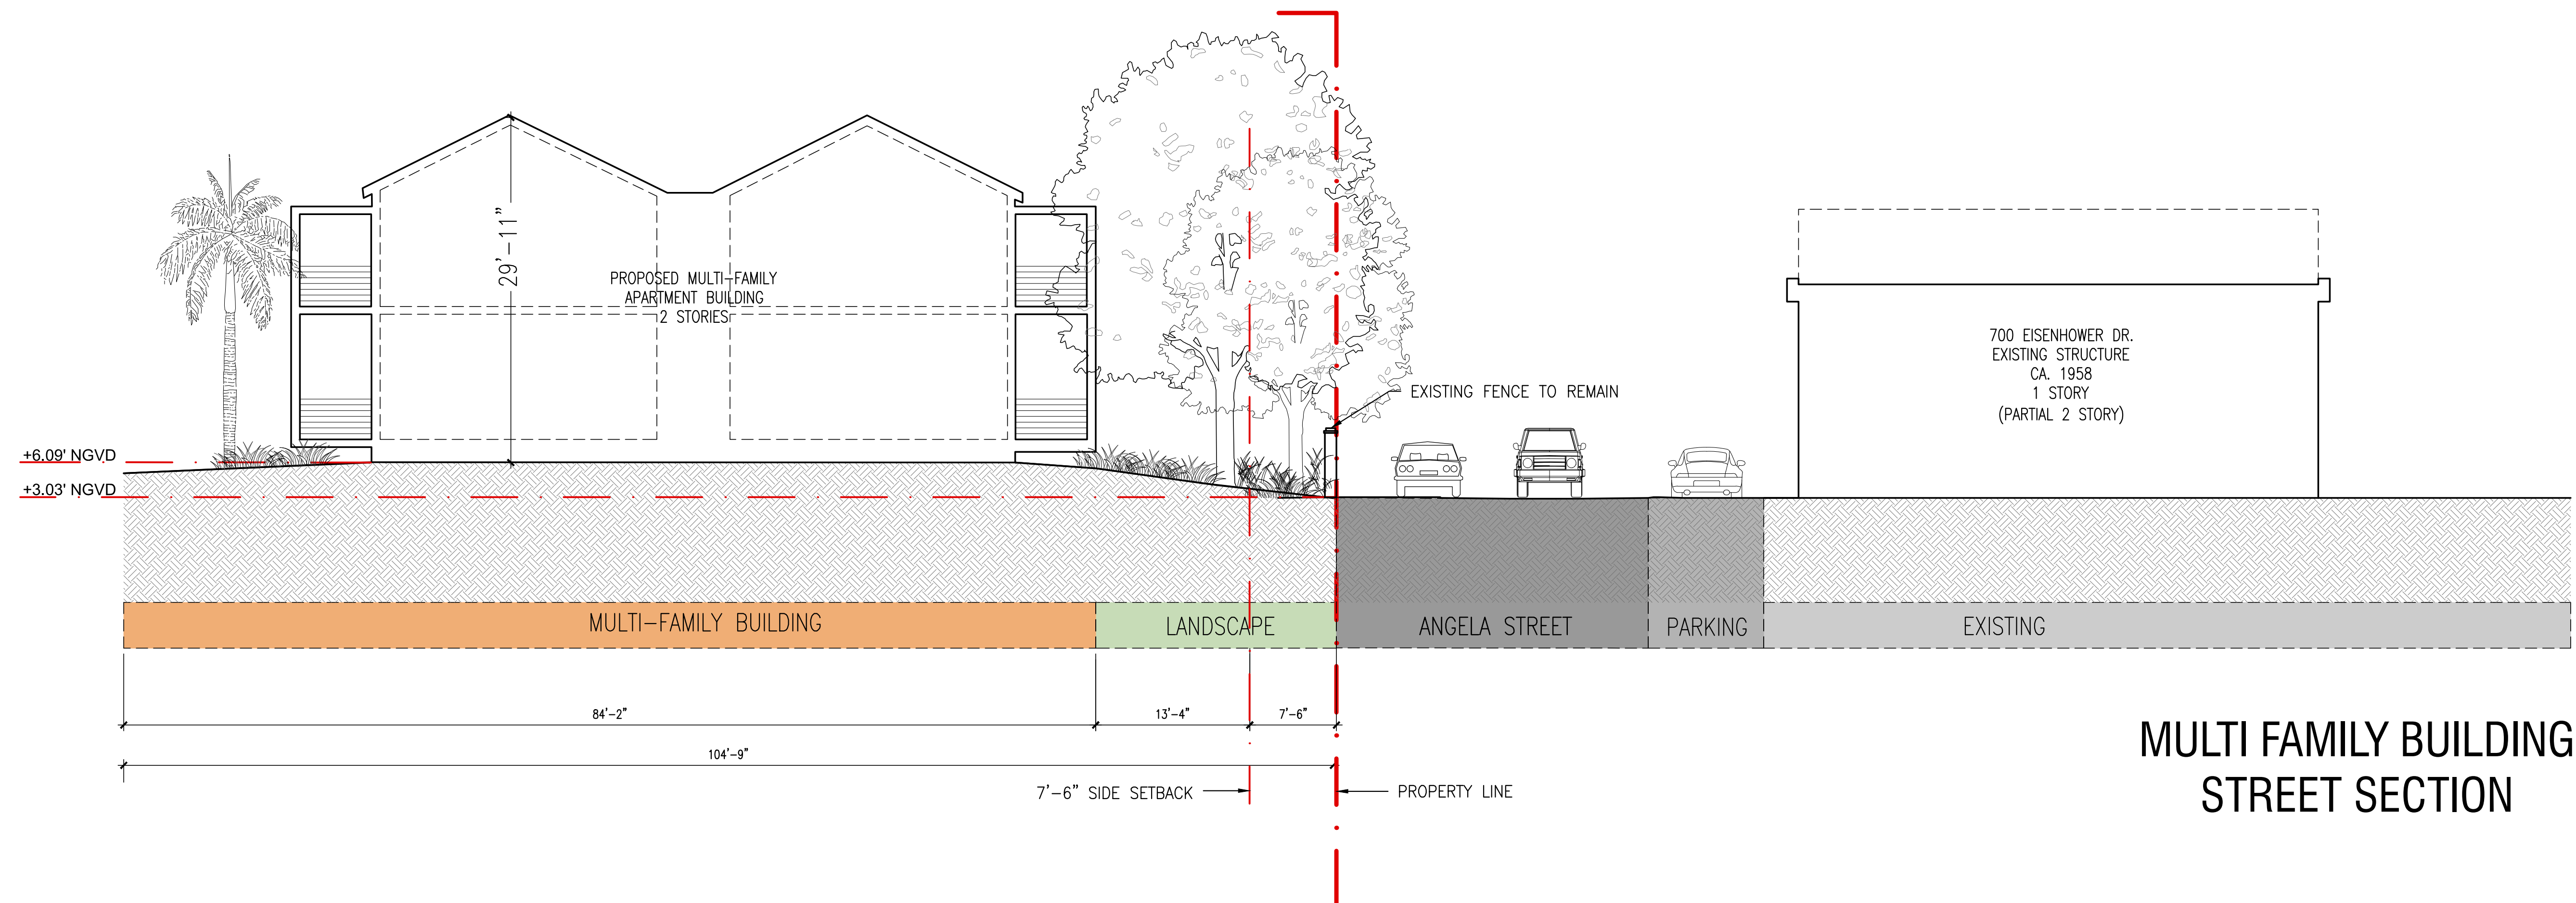 29'-11"
PROPOSED MULTI-FAMILY
APARTMENT BUILDING
2 STORIES
700 EISENHOWER DR.
EXISTING STRUCTURE
CA. 1958
1 STORY
(PARTIAL 2 STORY)
EXISTING FENCE TO REMAIN
+6.09' NGVD
+3.03' NGVD
MULTI-FAMILY BUILDING
LANDSCAPE
ANGELA STREET
PARKING
EXISTING
84'-2"
13'-4"
7'-6"
104'-9"
7'-6" SIDE SETBACK
PROPERTY LINE
MULTI FAMILY BUILDING
STREET SECTION